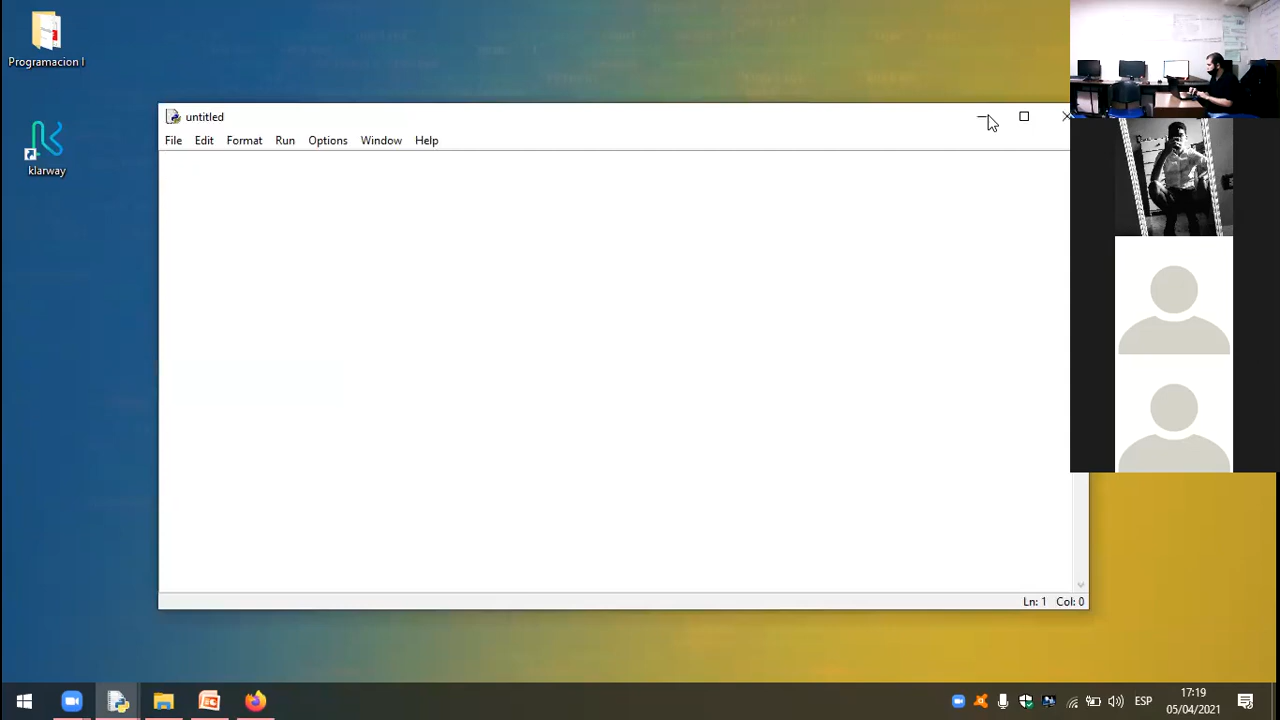 Programacion I
klarway
untitled
File Edit Format Run Options Window Help
Ln: 1 Col: 0
ESP
17:19
05/04/2021